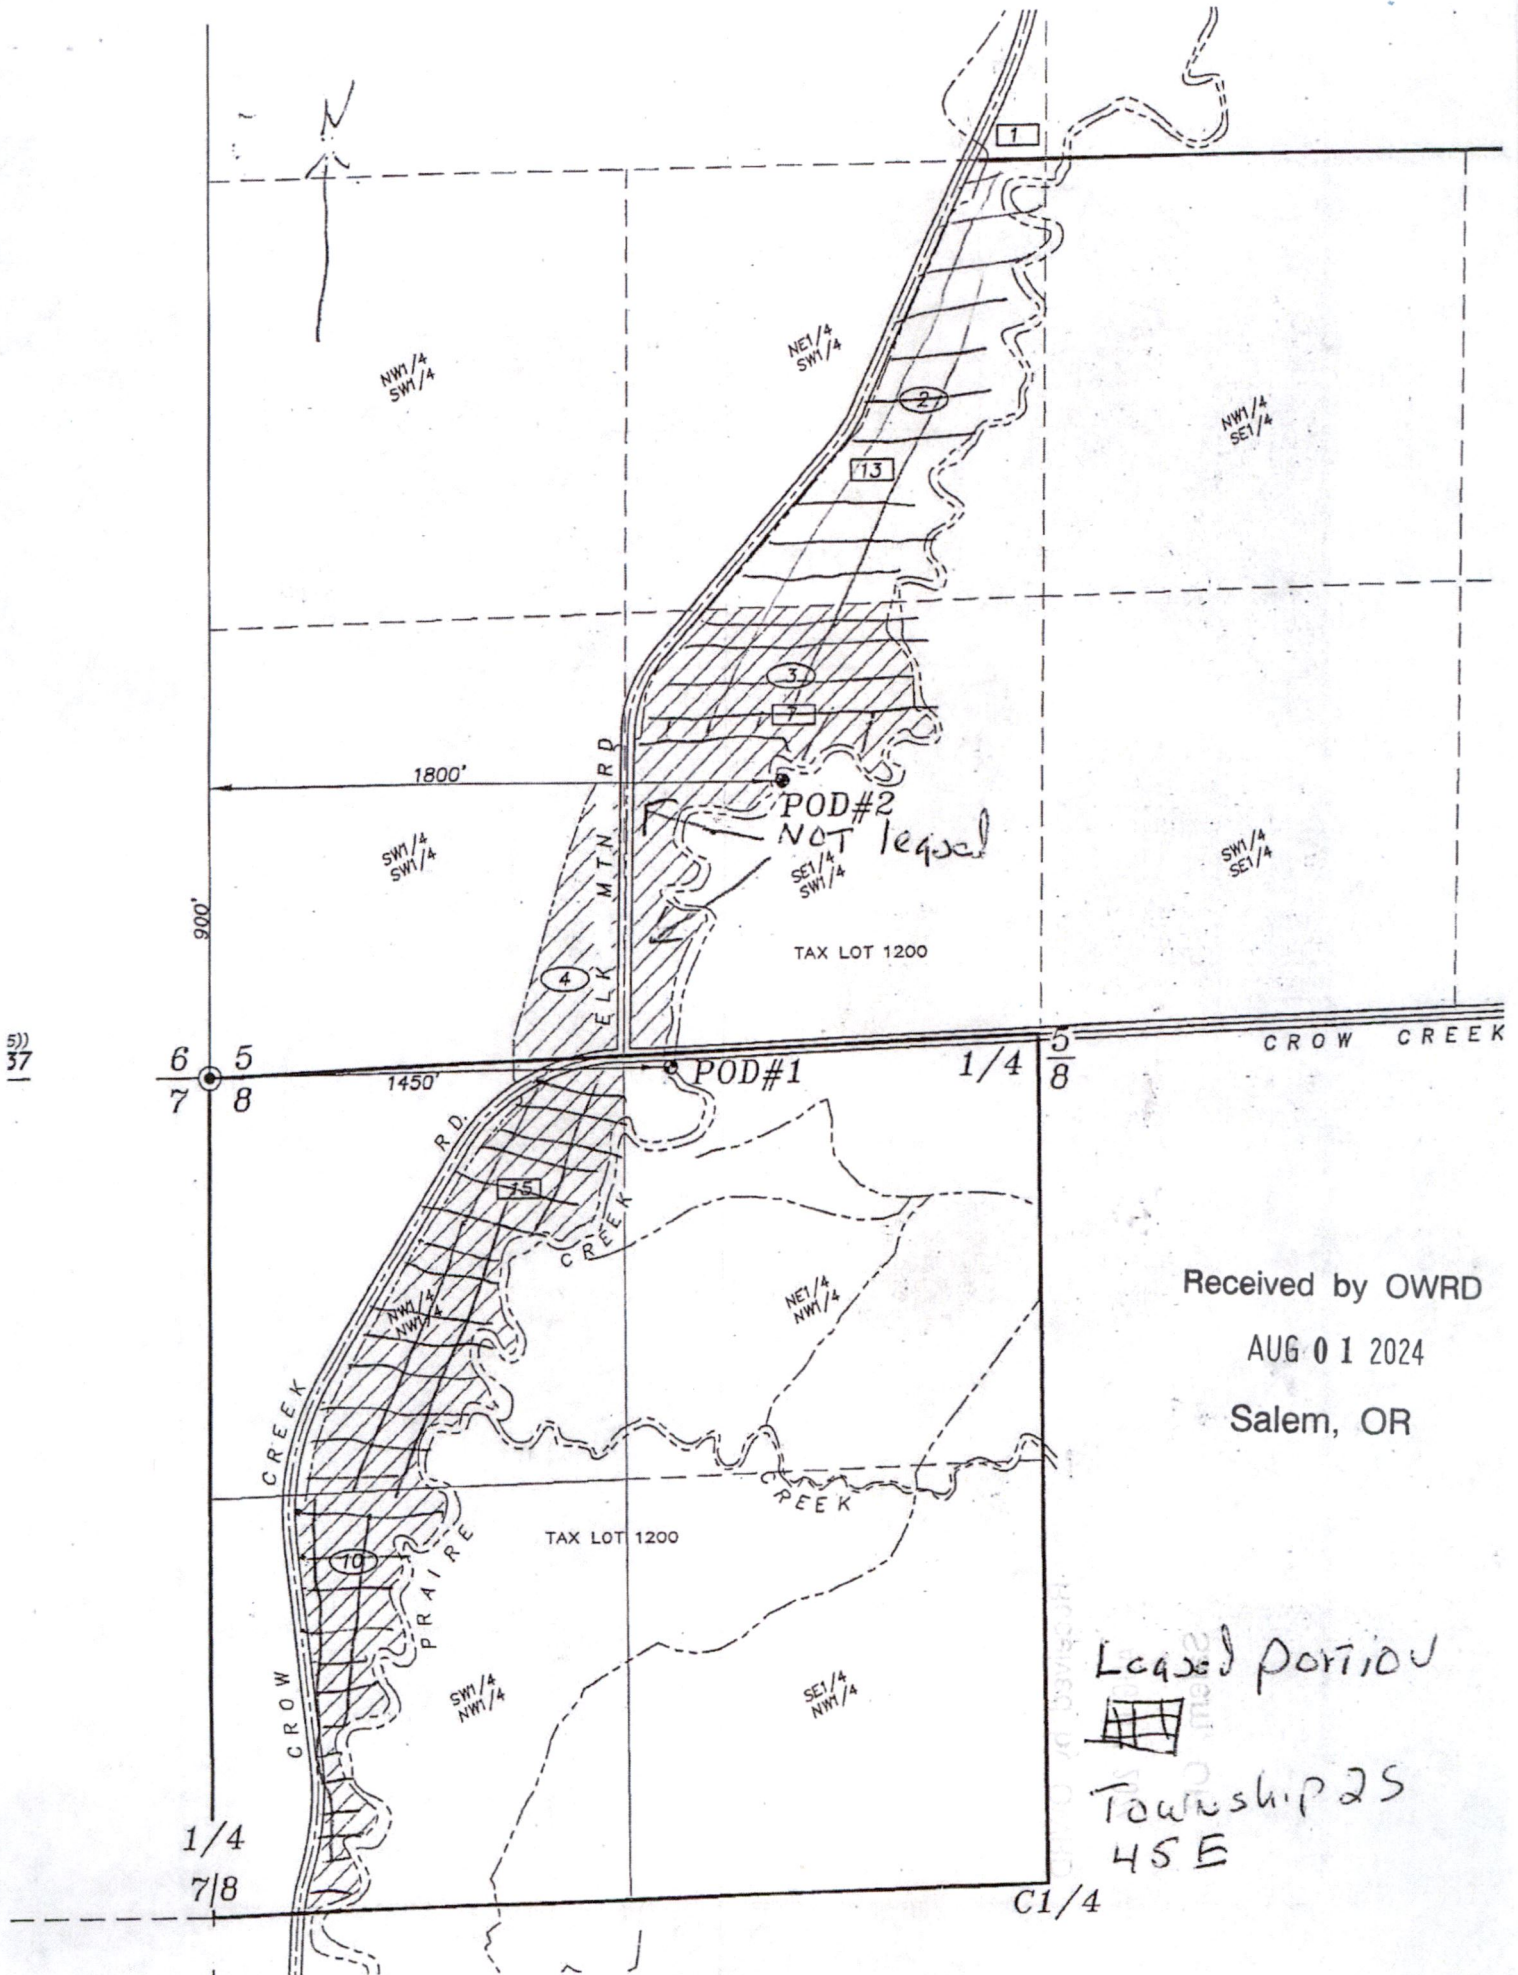 N
1
NW1/4
SW1/4
NE1/4
SW1/4
2
NW1/4
SE1/4
13
3
7
1800'
POD#2
NOT leased
SW1/4
SW1/4
SE1/4
SW1/4
SW1/4
SE1/4
900'
ELK MTN RD
TAX LOT 1200
4
5))
37
6 5
7 8
1450'
POD#1
1/4
5
8
CROW CREEK
RD.
15
CREEK
NW1/4
NW1/4
NE1/4
NW1/4
Received by OWRD
AUG 01 2024
Salem, OR
CROW CREEK
CREEK
TAX LOT 1200
10
PRAIRE
SW1/4
NW1/4
SE1/4
NW1/4
Leased portion
Township 2S
45E
1/4
7/8
C1/4